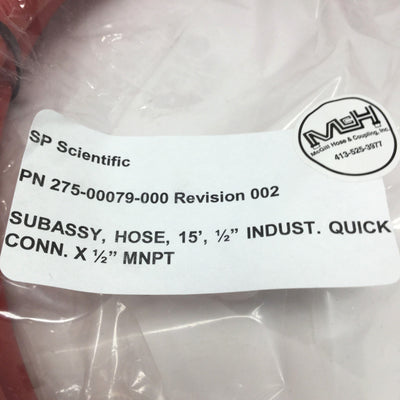 SP Scientific
PN 275-00079-000 Revision 002
SUBASSY, HOSE, 15', ½" INDUST. QUICK
CONN. X ½" MNPT
MGH
McGill Hose & Coupling, Inc.
413-525-3977